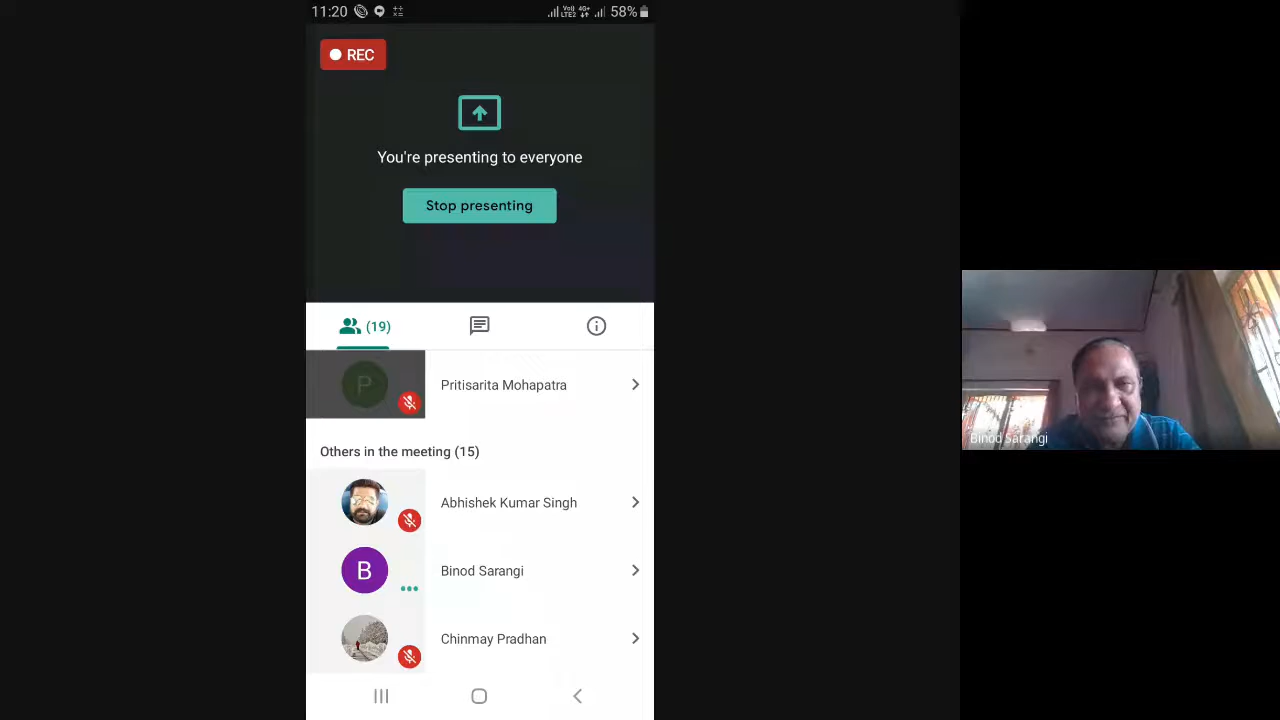 11:20 58%
REC
You're presenting to everyone
Stop presenting
(19)
P
Pritisarita Mohapatra
Others in the meeting (15)
Abhishek Kumar Singh
B
Binod Sarangi
Chinmay Pradhan
Binod Sarangi